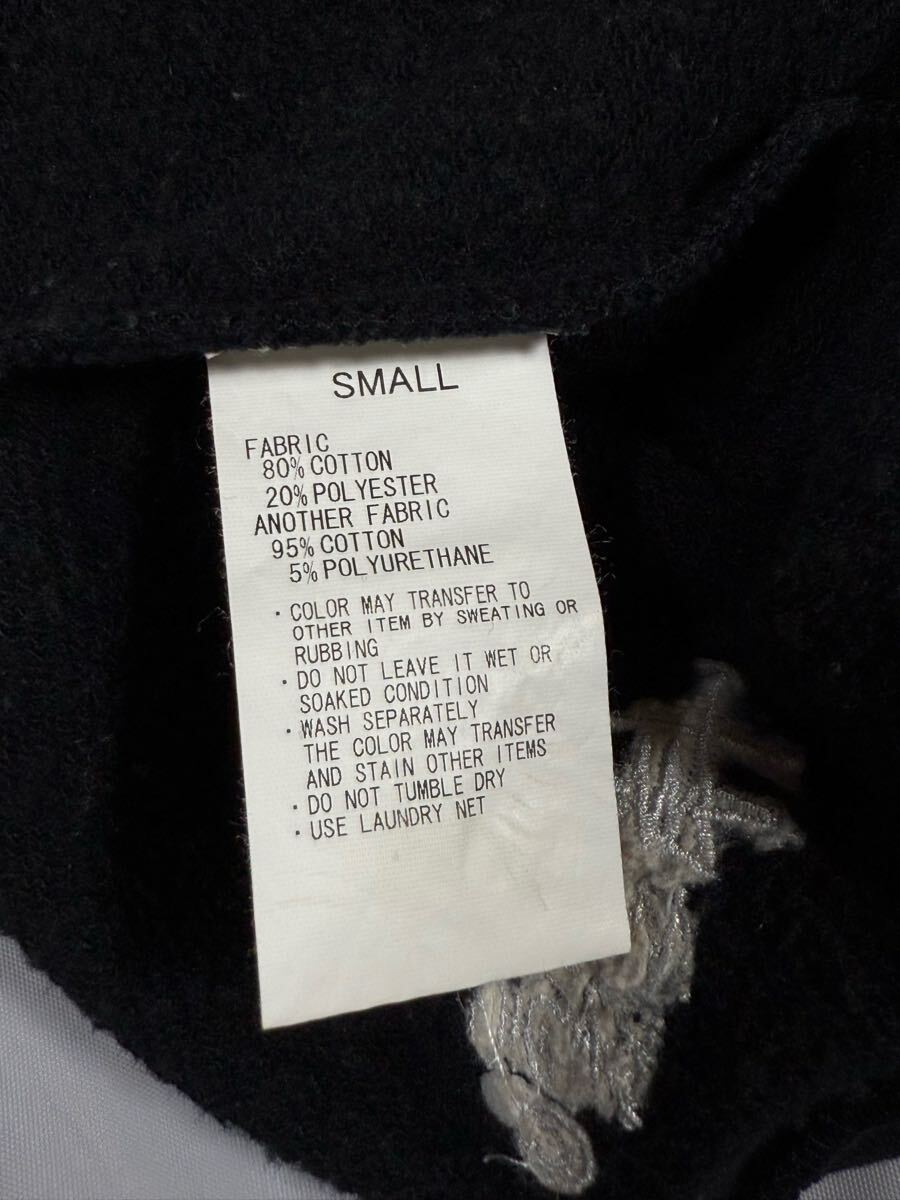 SMALL
FABRIC
80% COTTON
20% POLYESTER
ANOTHER FABRIC
95% COTTON
5% POLYURETHANE
・COLOR MAY TRANSFER TO
OTHER ITEM BY SWEATING OR
RUBBING
・DO NOT LEAVE IT WET OR
SOAKED CONDITION
・WASH SEPARATELY
THE COLOR MAY TRANSFER
AND STAIN OTHER ITEMS
・DO NOT TUMBLE DRY
・USE LAUNDRY NET